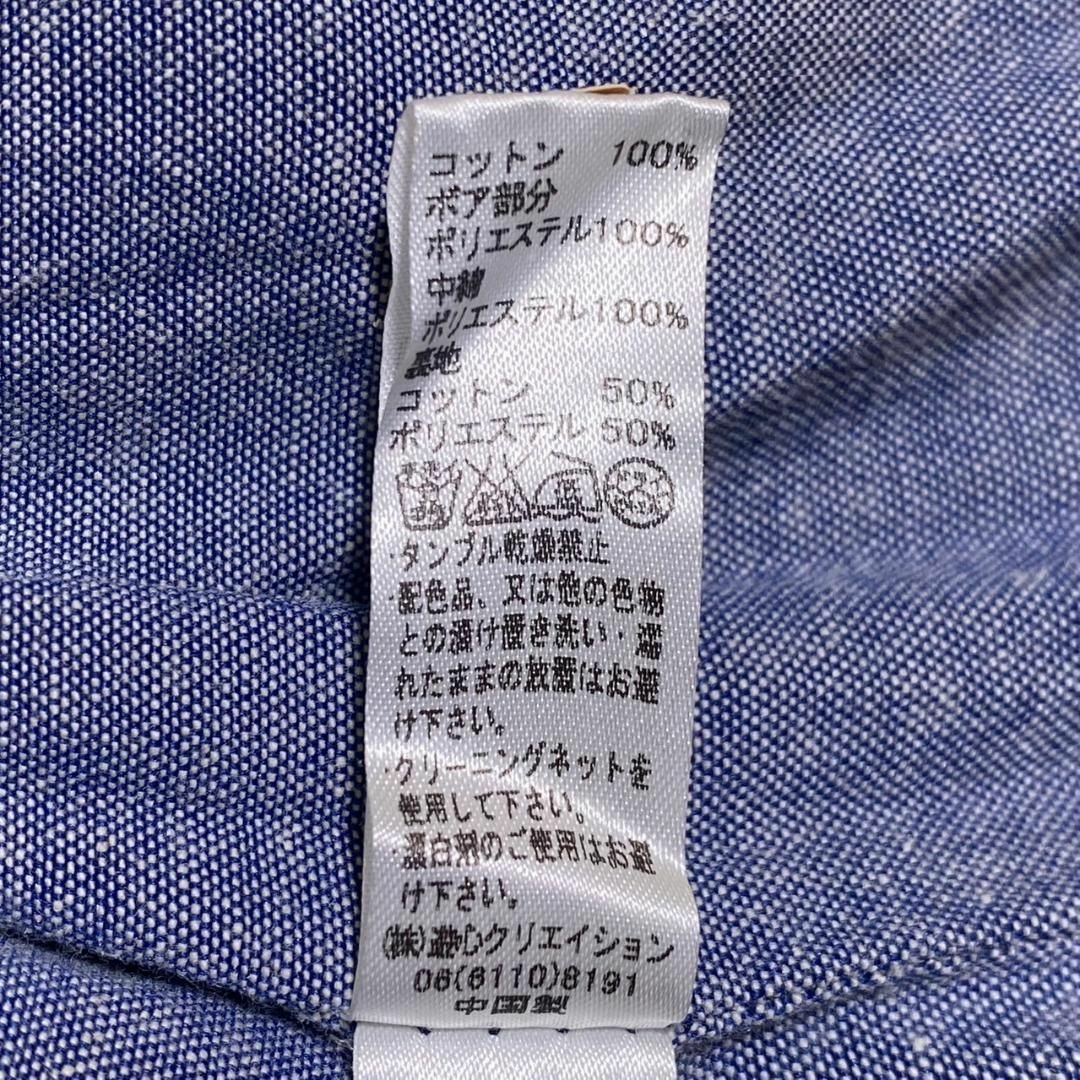 コットン 100%
ボア部分
ポリエステル100%
中綿
ポリエステル100%
裏地
コットン 50%
ポリエステル50%
・タンブル乾燥禁止
・配色品、又は他の色物
との漬け置き洗い・濡
れたままの放置はお避
け下さい。
・クリーニングネットを
使用して下さい。
漂白剤のご使用はお避
け下さい。
(株)遊心クリエイション
06(6110)8191
中国製